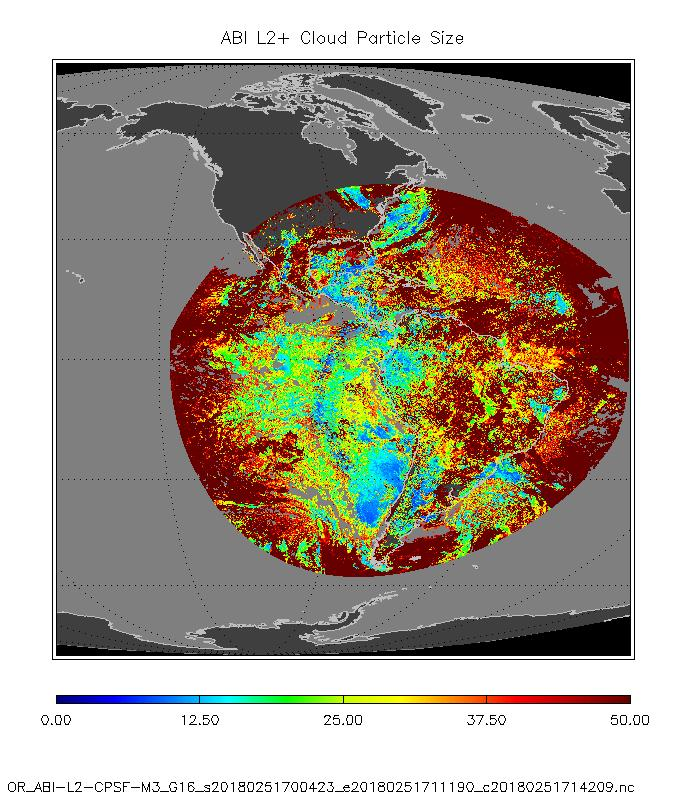 ABI L2+ Cloud Particle Size
0.00 12.50 25.00 37.50 50.00
OR_ABI-L2-CPSF-M3_G16_s20180251700423_e20180251711190_c20180251714209.nc